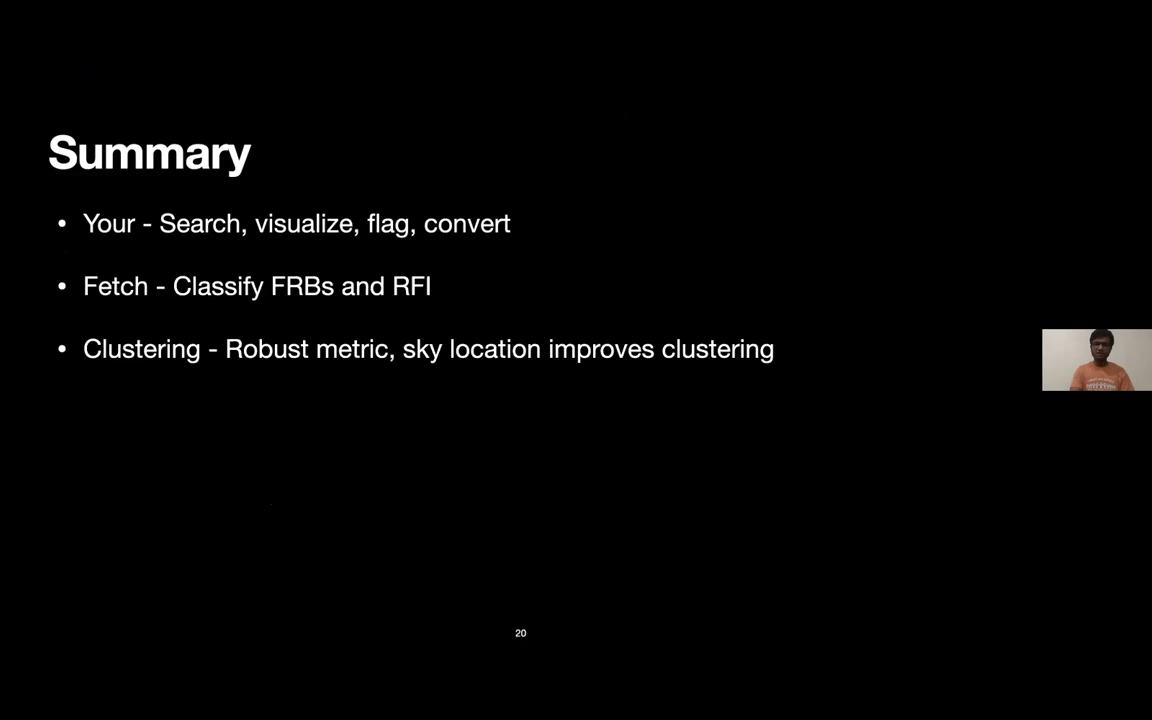 Summary
• Your - Search, visualize, flag, convert
• Fetch - Classify FRBs and RFI
• Clustering - Robust metric, sky location improves clustering
20